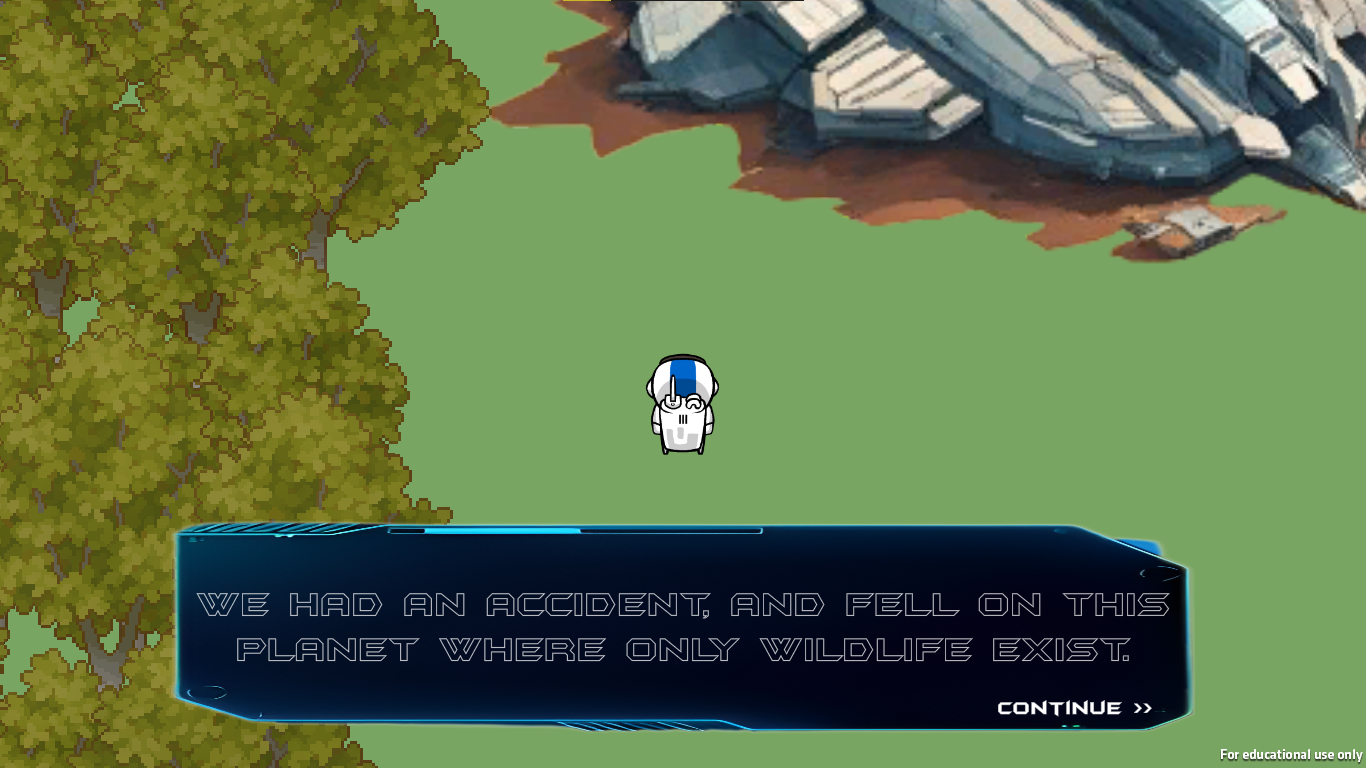 WE HAD AN ACCIDENT, AND FELL ON THIS
PLANET WHERE ONLY WILDLIFE EXIST.
CONTINUE >>
For educational use only